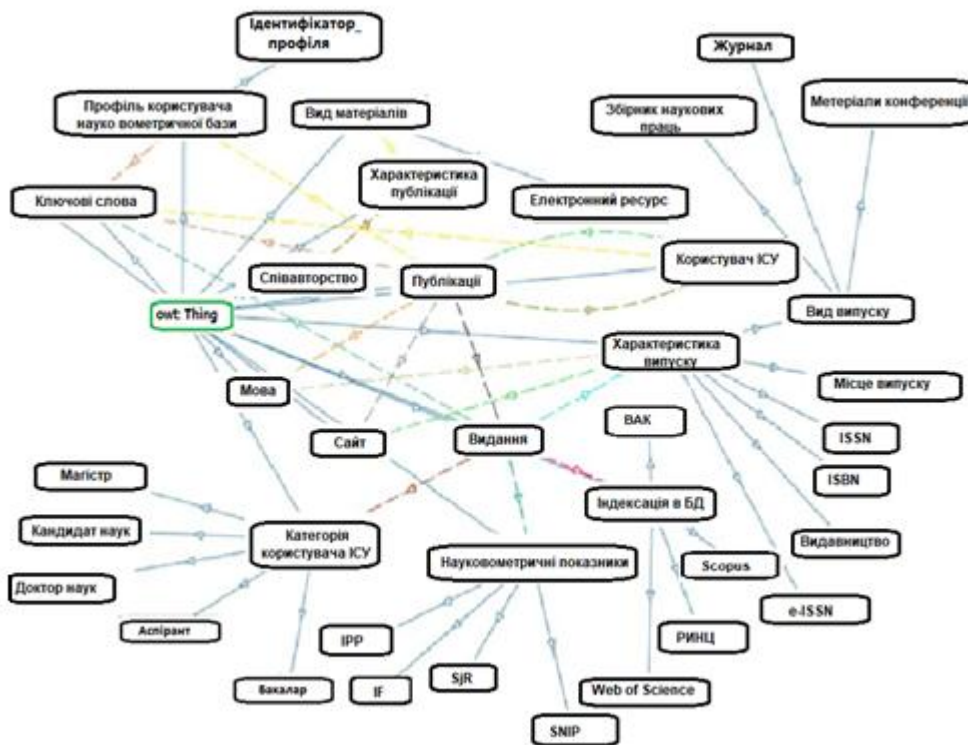 Ідентифікатор_
профіля
Журнал
Профіль користувача
науко вометричної бази
Вид матеріалів
Збірник наукових
праць
Метеріали конференції
Характеристика
публікації
Ключові слова
Електронний ресурс
Користувач ІСУ
Співавторство
Публікації
owt: Thing
Вид випуску
Характеристика
випуску
Мова
Місце випуску
ВАК
Сайт
Видання
ISSN
ISBN
Магістр
Індексація в БД
Кандидат наук
Категорія
користувача ІСУ
Видавництво
Науковометричні показники
Scopus
Доктор наук
e-ISSN
Аспірант
IPP
РИНЦ
SjR
Бакалар
IF
Web of Science
SNIP